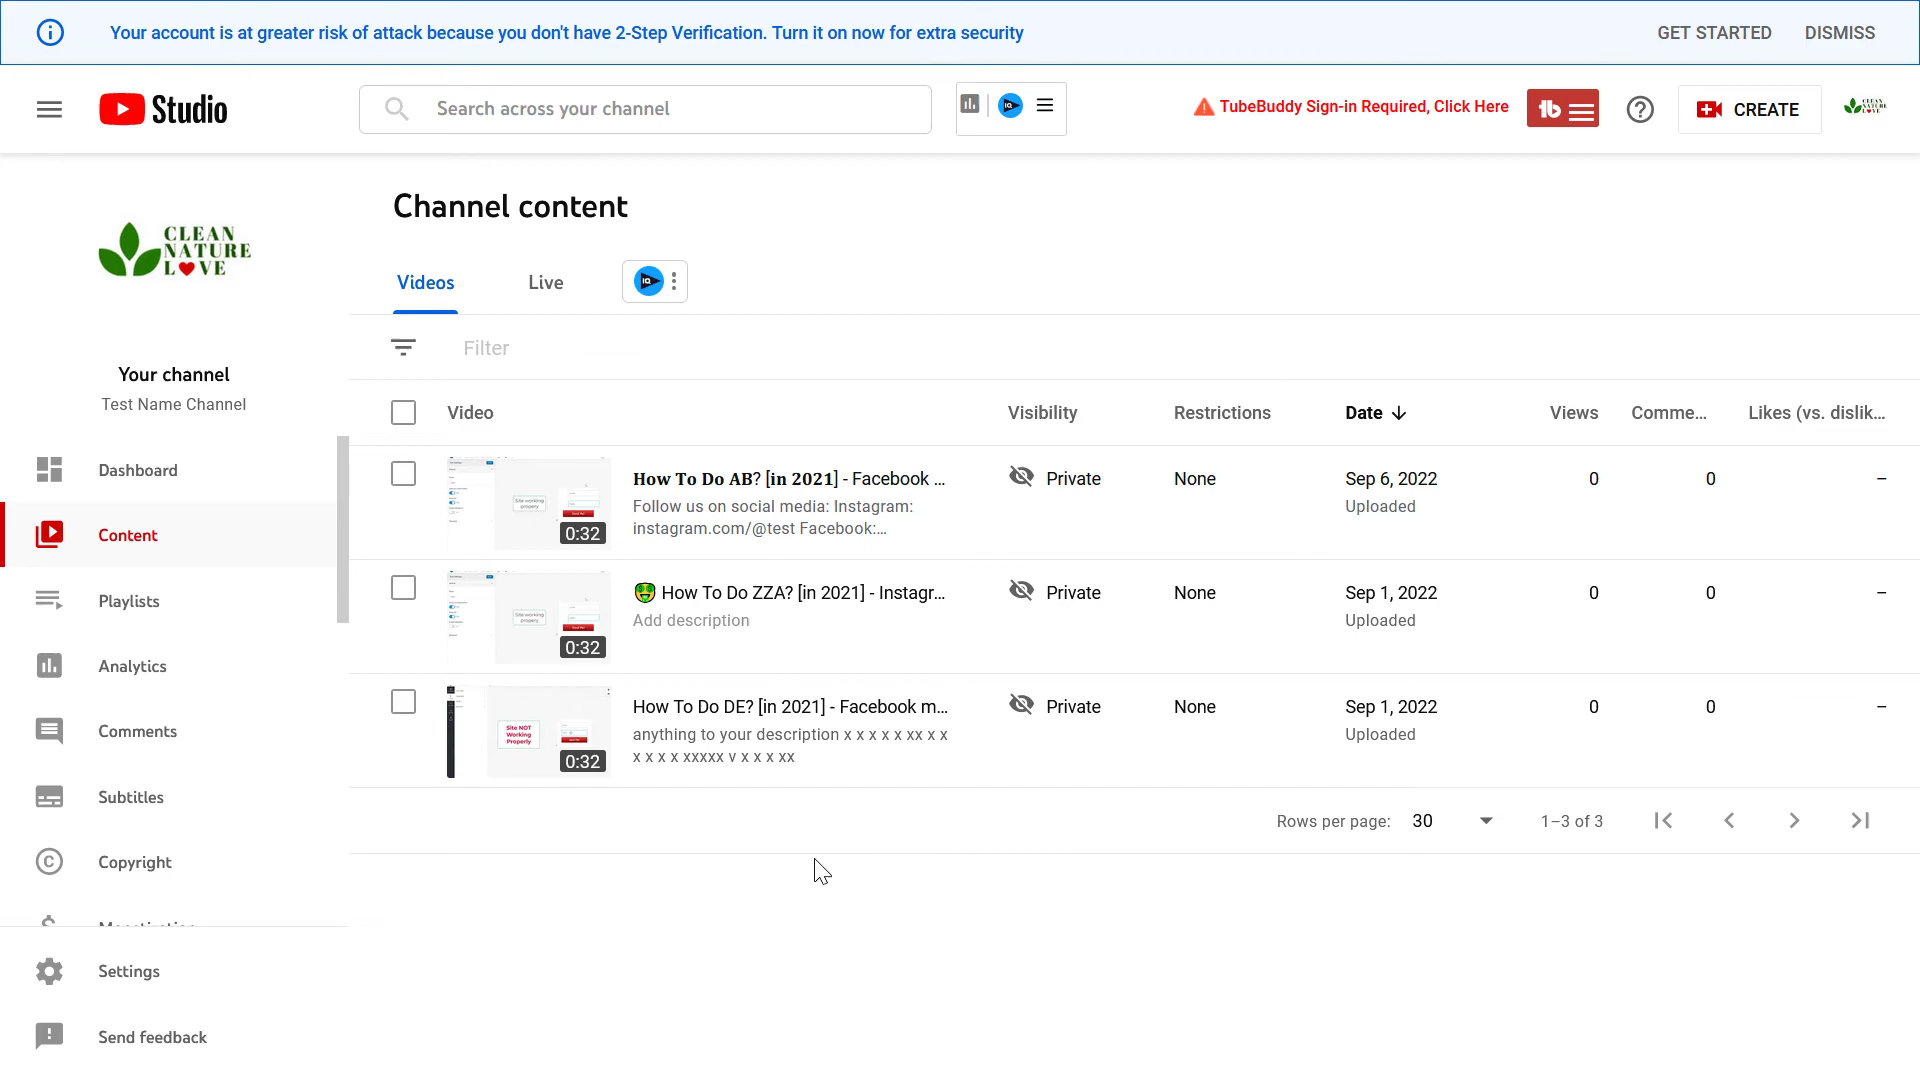 Your account is at greater risk of attack because you don't have 2-Step Verification. Turn it on now for extra security
GET STARTED
DISMISS
Studio
Search across your channel
TubeBuddy Sign-in Required, Click Here
CREATE
CLEAN
NATURE
LOVE
Channel content
Videos
Live
Filter
Your channel
Test Name Channel
Dashboard
Content
Playlists
Analytics
Comments
Subtitles
Copyright
Settings
Send feedback
Video
Visibility
Restrictions
Date
Views
Comme...
Likes (vs. dislik...
Site working
property
0:32
How To Do AB? [in 2021] - Facebook ...
Follow us on social media: Instagram:
instagram.com/@test Facebook:...
Private
None
Sep 6, 2022
Uploaded
0
0
–
0:32
🤑 How To Do ZZA? [in 2021] - Instagr...
Add description
Private
None
Sep 1, 2022
Uploaded
0
0
–
Site NOT
Working
Properly
0:32
How To Do DE? [in 2021] - Facebook m...
anything to your description x x x x x xx x x
x x x x xxxxx v x x x xx
Private
None
Sep 1, 2022
Uploaded
0
0
–
Rows per page:
30
1–3 of 3